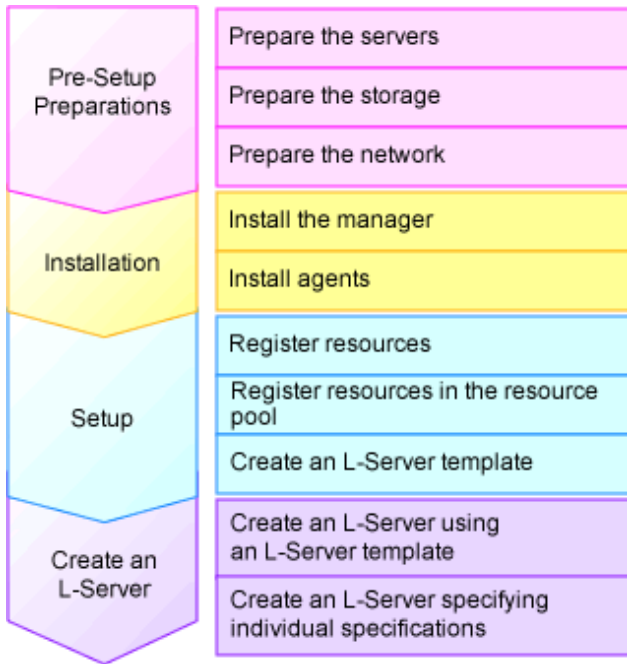 Pre-Setup
Preparations
Prepare the servers
Prepare the storage
Prepare the network
Installation
Install the manager
Install agents
Setup
Register resources
Register resources in the resource
pool
Create an L-Server template
Create an
L-Server
Create an L-Server using
an L-Server template
Create an L-Server specifying
individual specifications